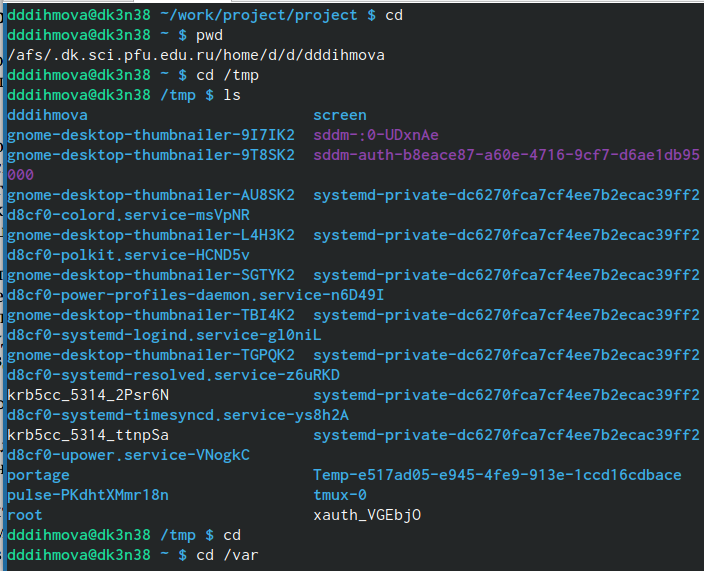 dddihmova@dk3n38 ~/work/project/project $ cd
dddihmova@dk3n38 ~ $ pwd
/afs/.dk.sci.pfu.edu.ru/home/d/d/dddihmova
dddihmova@dk3n38 ~ $ cd /tmp
dddihmova@dk3n38 /tmp $ ls
dddihmova                        screen
gnome-desktop-thumbnailer-9I7IK2  sddm-:0-UDxnAe
gnome-desktop-thumbnailer-9T8SK2  sddm-auth-b8eace87-a60e-4716-9cf7-d6ae1db95
000
gnome-desktop-thumbnailer-AU8SK2  systemd-private-dc6270fca7cf4ee7b2ecac39ff2
d8cf0-colord.service-msVpNR
gnome-desktop-thumbnailer-L4H3K2  systemd-private-dc6270fca7cf4ee7b2ecac39ff2
d8cf0-polkit.service-HCND5v
gnome-desktop-thumbnailer-SGTYK2  systemd-private-dc6270fca7cf4ee7b2ecac39ff2
d8cf0-power-profiles-daemon.service-n6D49I
gnome-desktop-thumbnailer-TBI4K2  systemd-private-dc6270fca7cf4ee7b2ecac39ff2
d8cf0-systemd-logind.service-gl0niL
gnome-desktop-thumbnailer-TGPQK2  systemd-private-dc6270fca7cf4ee7b2ecac39ff2
d8cf0-systemd-resolved.service-z6uRKD
krb5cc_5314_2Psr6N                systemd-private-dc6270fca7cf4ee7b2ecac39ff2
d8cf0-systemd-timesyncd.service-ys8h2A
krb5cc_5314_ttnpSa                systemd-private-dc6270fca7cf4ee7b2ecac39ff2
d8cf0-upower.service-VNogkC
portage                           Temp-e517ad05-e945-4fe9-913e-1ccd16cdbace
pulse-PKdhtXMmr18n                tmux-0
root                              xauth_VGEbjO
dddihmova@dk3n38 /tmp $ cd
dddihmova@dk3n38 ~ $ cd /var